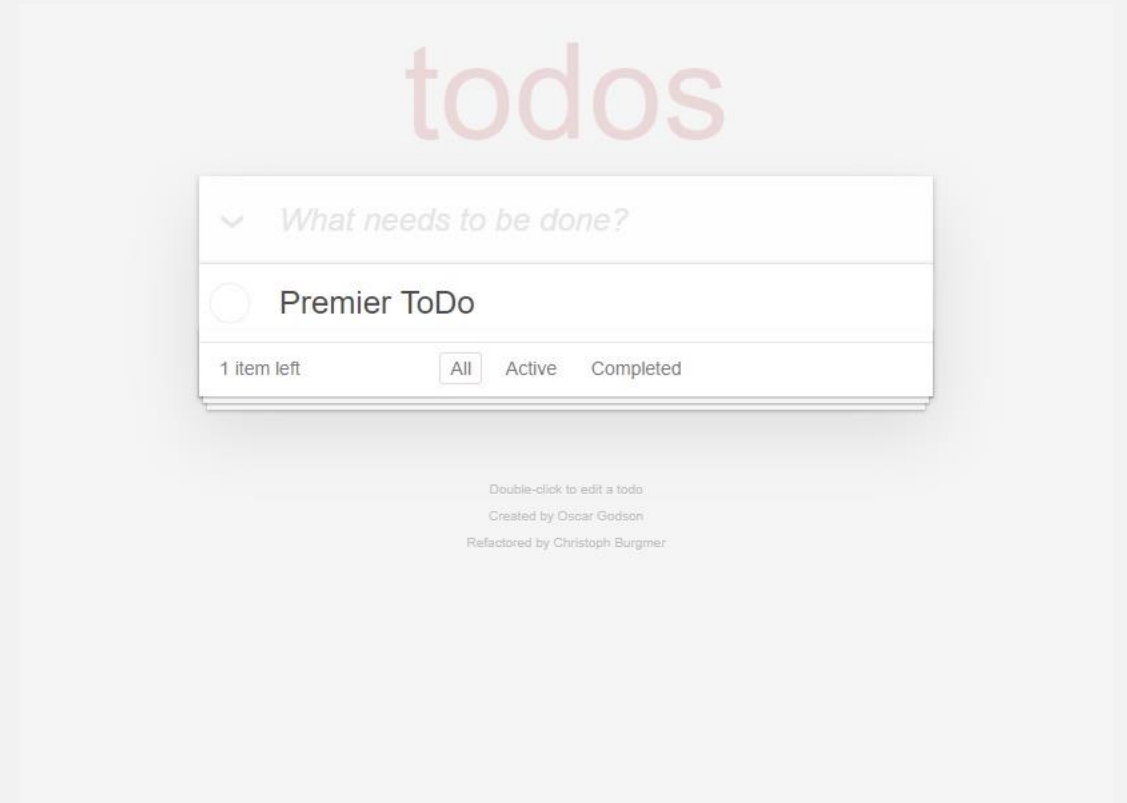 todos
What needs to be done?
Premier ToDo
1 item left All Active Completed
Double-click to edit a todo
Created by Oscar Godson
Refactored by Christoph Burgmer